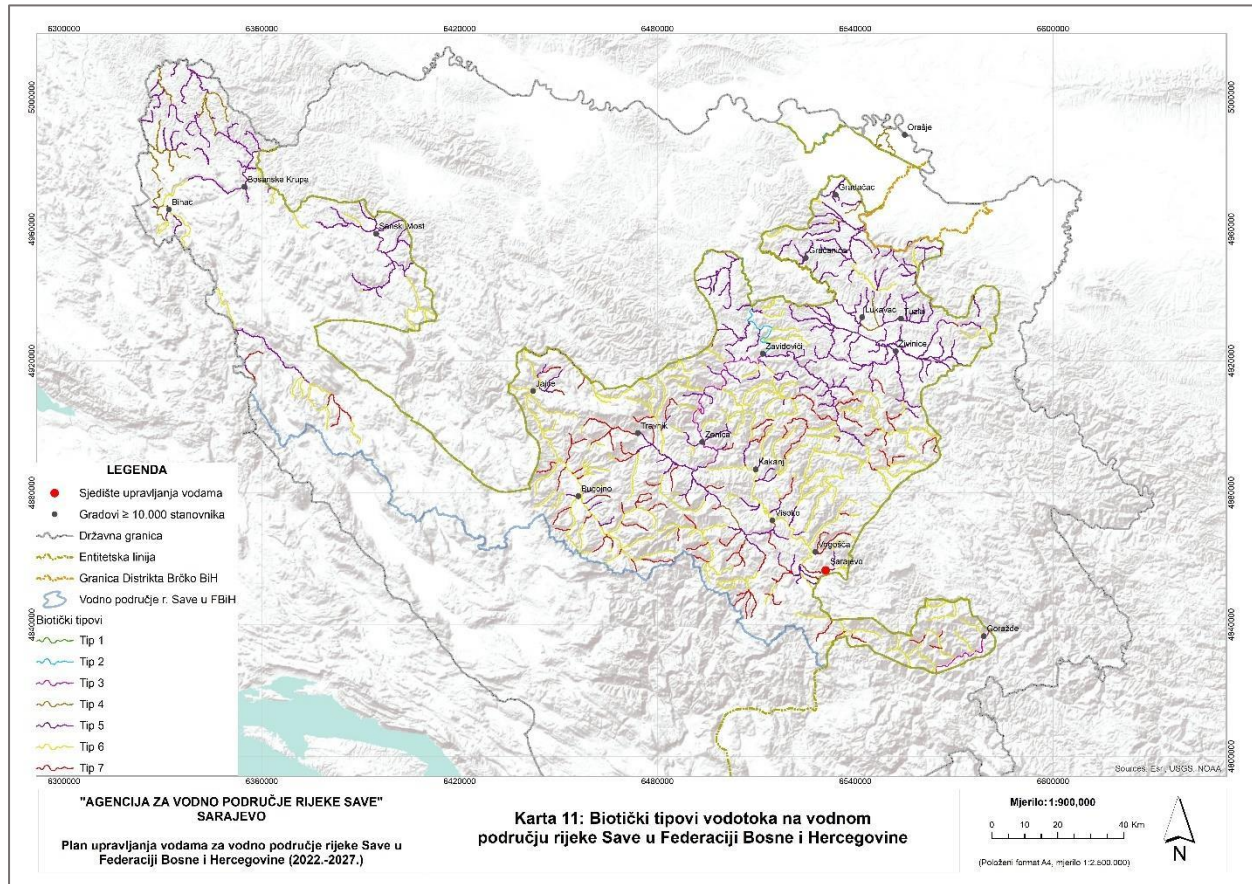 6300000
6360000
6420000
6480000
6540000
6600000
5000000
5000000
Orašje
Bosanska Krupa
Gradačac
Bihać
4960000
4960000
Sanski Most
Gračanica
Lukavac
Tuzla
Zavidovići
Živinice
4920000
4920000
Jajce
Travnik
Zenica
Kakanj
Bugojno
4880000
4880000
Visoko
Vogošća
Sarajevo
4840000
4840000
Goražde
4800000
LEGENDA
Sjedište upravljanja vodama
Gradovi ≥ 10.000 stanovnika
Državna granica
Entitetska linija
Granica Distrikta Brčko BiH
Vodno područje r. Save u FBiH
Biotički tipovi
Tip 1
Tip 2
Tip 3
Tip 4
Tip 5
Tip 6
Tip 7
Sources: Esri, USGS, NOAA
6300000
6360000
6420000
6480000
6540000
6600000
"AGENCIJA ZA VODNO PODRUČJE RIJEKE SAVE"
SARAJEVO
Plan upravljanja vodama za vodno područje rijeke Save u
Federaciji Bosne i Hercegovine (2022.-2027.)
Karta 11: Biotički tipovi vodotoka na vodnom
području rijeke Save u Federaciji Bosne i Hercegovine
Mjerilo: 1:900,000
0 10 20 40 Km
(Položeni format A4, mjerilo 1:2.500.000)
N